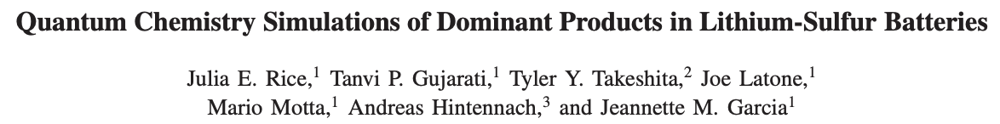 Quantum Chemistry Simulations of Dominant Products in Lithium-Sulfur Batteries
Julia E. Rice,¹ Tanvi P. Gujarati,¹ Tyler Y. Takeshita,² Joe Latone,¹
Mario Motta,¹ Andreas Hintennach,³ and Jeannette M. Garcia¹